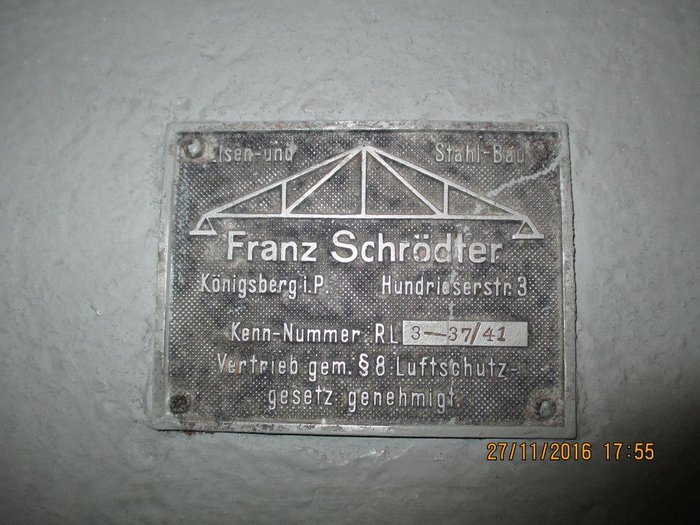 Eisen-und Stahl-Bau
Franz Schrödter
Königsberg i.P. Hundrieserstr. 3
Kenn-Nummer: RL 3—37/41
Vertrieb gem. § 8 Luftschutz-
gesetz genehmigt.
27/11/2016 17:55